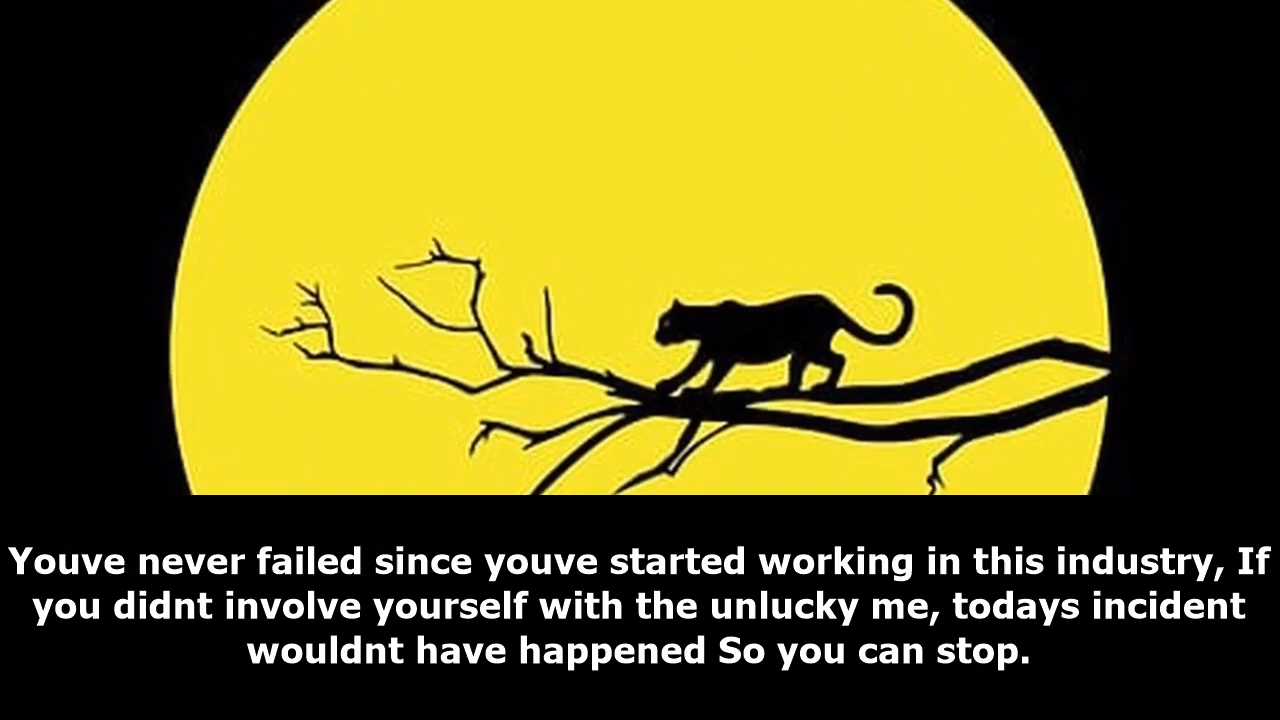 Youve never failed since youve started working in this industry, If
you didnt involve yourself with the unlucky me, todays incident
wouldnt have happened So you can stop.